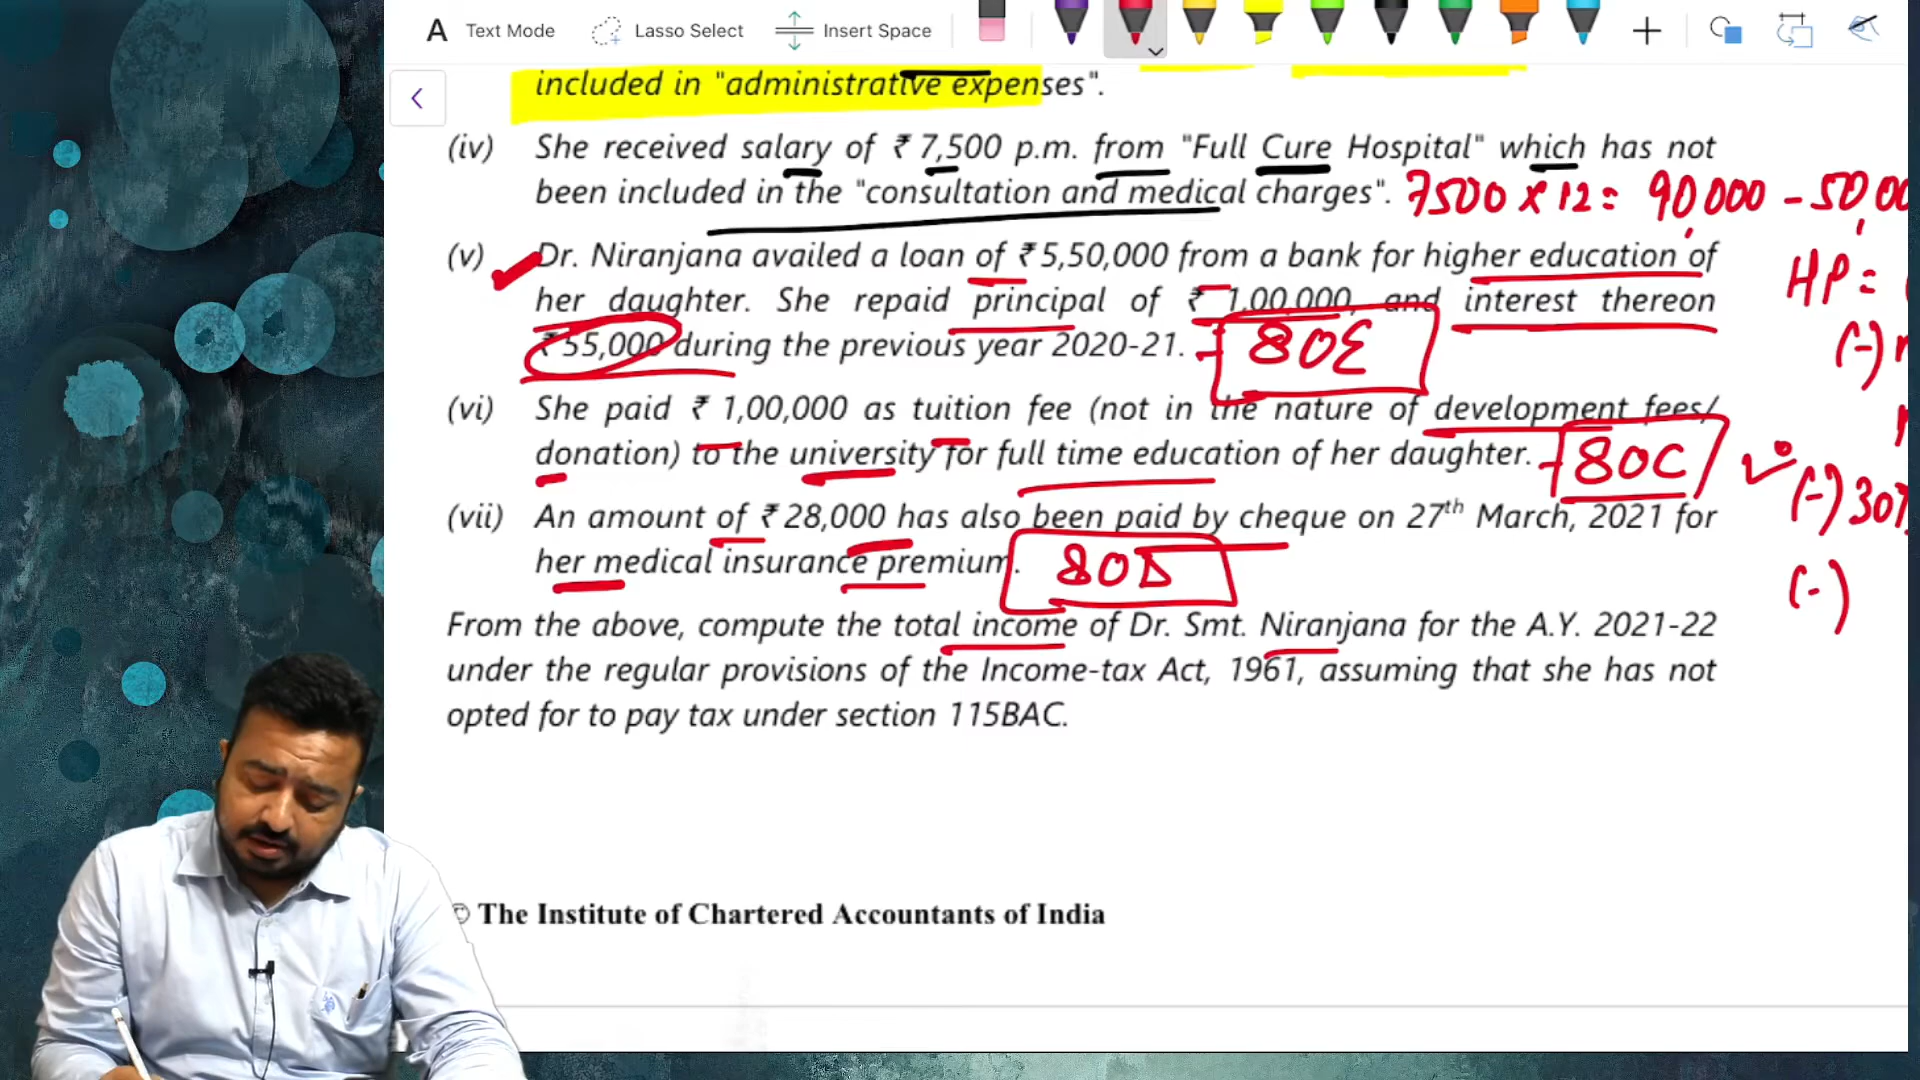 A Text Mode Lasso Select Insert Space
included in "administrative expenses".
(iv) She received salary of ₹ 7,500 p.m. from "Full Cure Hospital" which has not
been included in the "consultation and medical charges". 7500 × 12 = 90,000 - 50,00
(v) Dr. Niranjana availed a loan of ₹ 5,50,000 from a bank for higher education of
HP =
her daughter. She repaid principal of ₹ 1,00,000, and interest thereon
₹ 55,000 during the previous year 2020-21. - 80E (-)
(vi) She paid ₹ 1,00,000 as tuition fee (not in the nature of development fees/
donation) to the university for full time education of her daughter. - 80C
(-) 30%
(vii) An amount of ₹ 28,000 has also been paid by cheque on 27th March, 2021 for
her medical insurance premium. 80D
(-)
From the above, compute the total income of Dr. Smt. Niranjana for the A.Y. 2021-22
under the regular provisions of the Income-tax Act, 1961, assuming that she has not
opted for to pay tax under section 115BAC.
© The Institute of Chartered Accountants of India